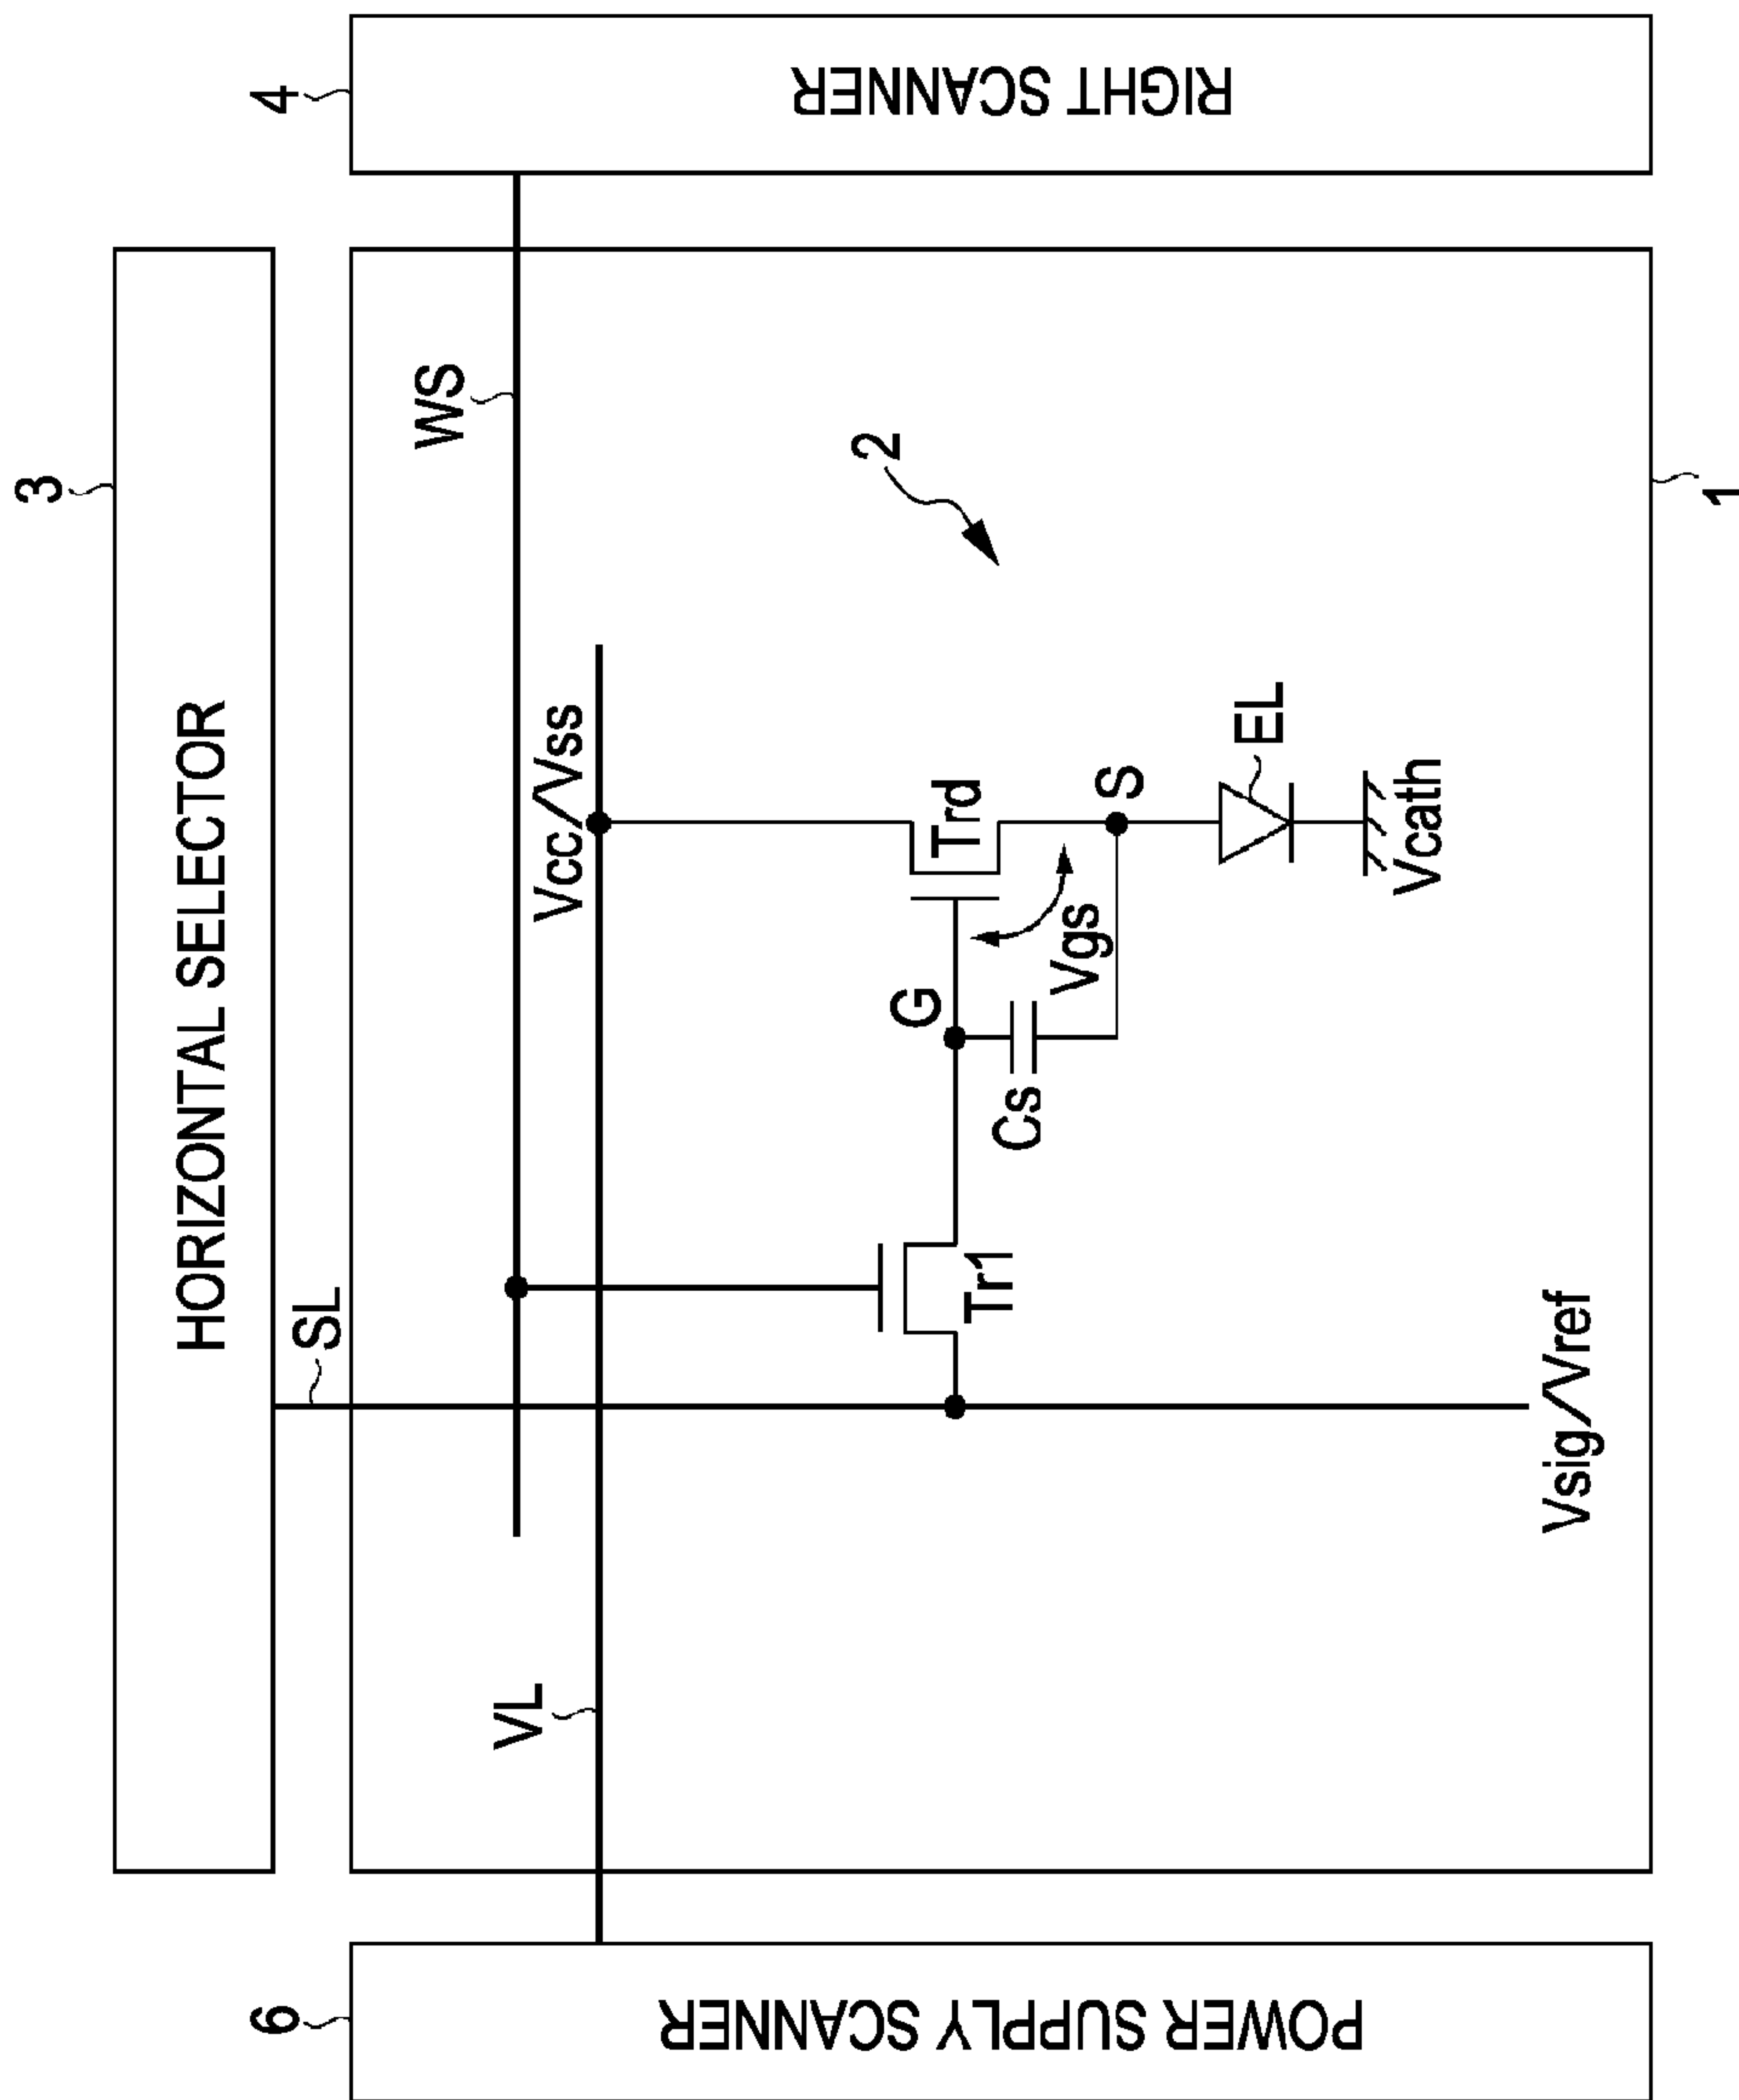 3
HORIZONTAL SELECTOR
6
SL
4
VL
WS
Vcc/Vss
POWER SUPPLY SCANNER
RIGHT SCANNER
G
Trd
2
Tr1
Cs
Vgs
S
EL
Vcath
Vsig/Vref
1